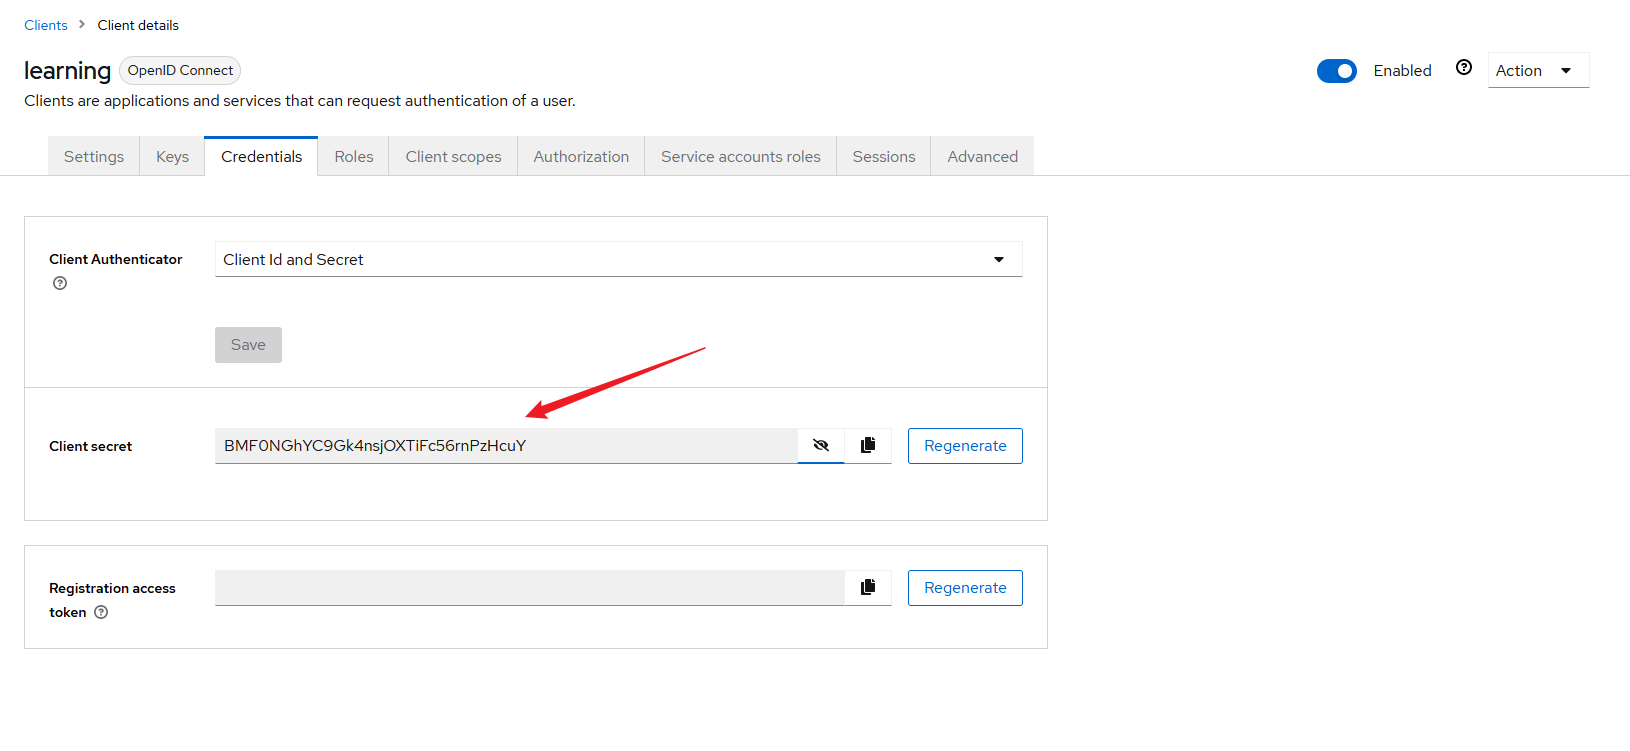 Clients > Client details
learning OpenID Connect
Enabled Action
Clients are applications and services that can request authentication of a user.
Settings Keys Credentials Roles Client scopes Authorization Service accounts roles Sessions Advanced
Client Authenticator Client Id and Secret
Save
Client secret BMF0NGhYC9Gk4nsjOXTiFc56rnPzHcuY Regenerate
Registration access Regenerate
token